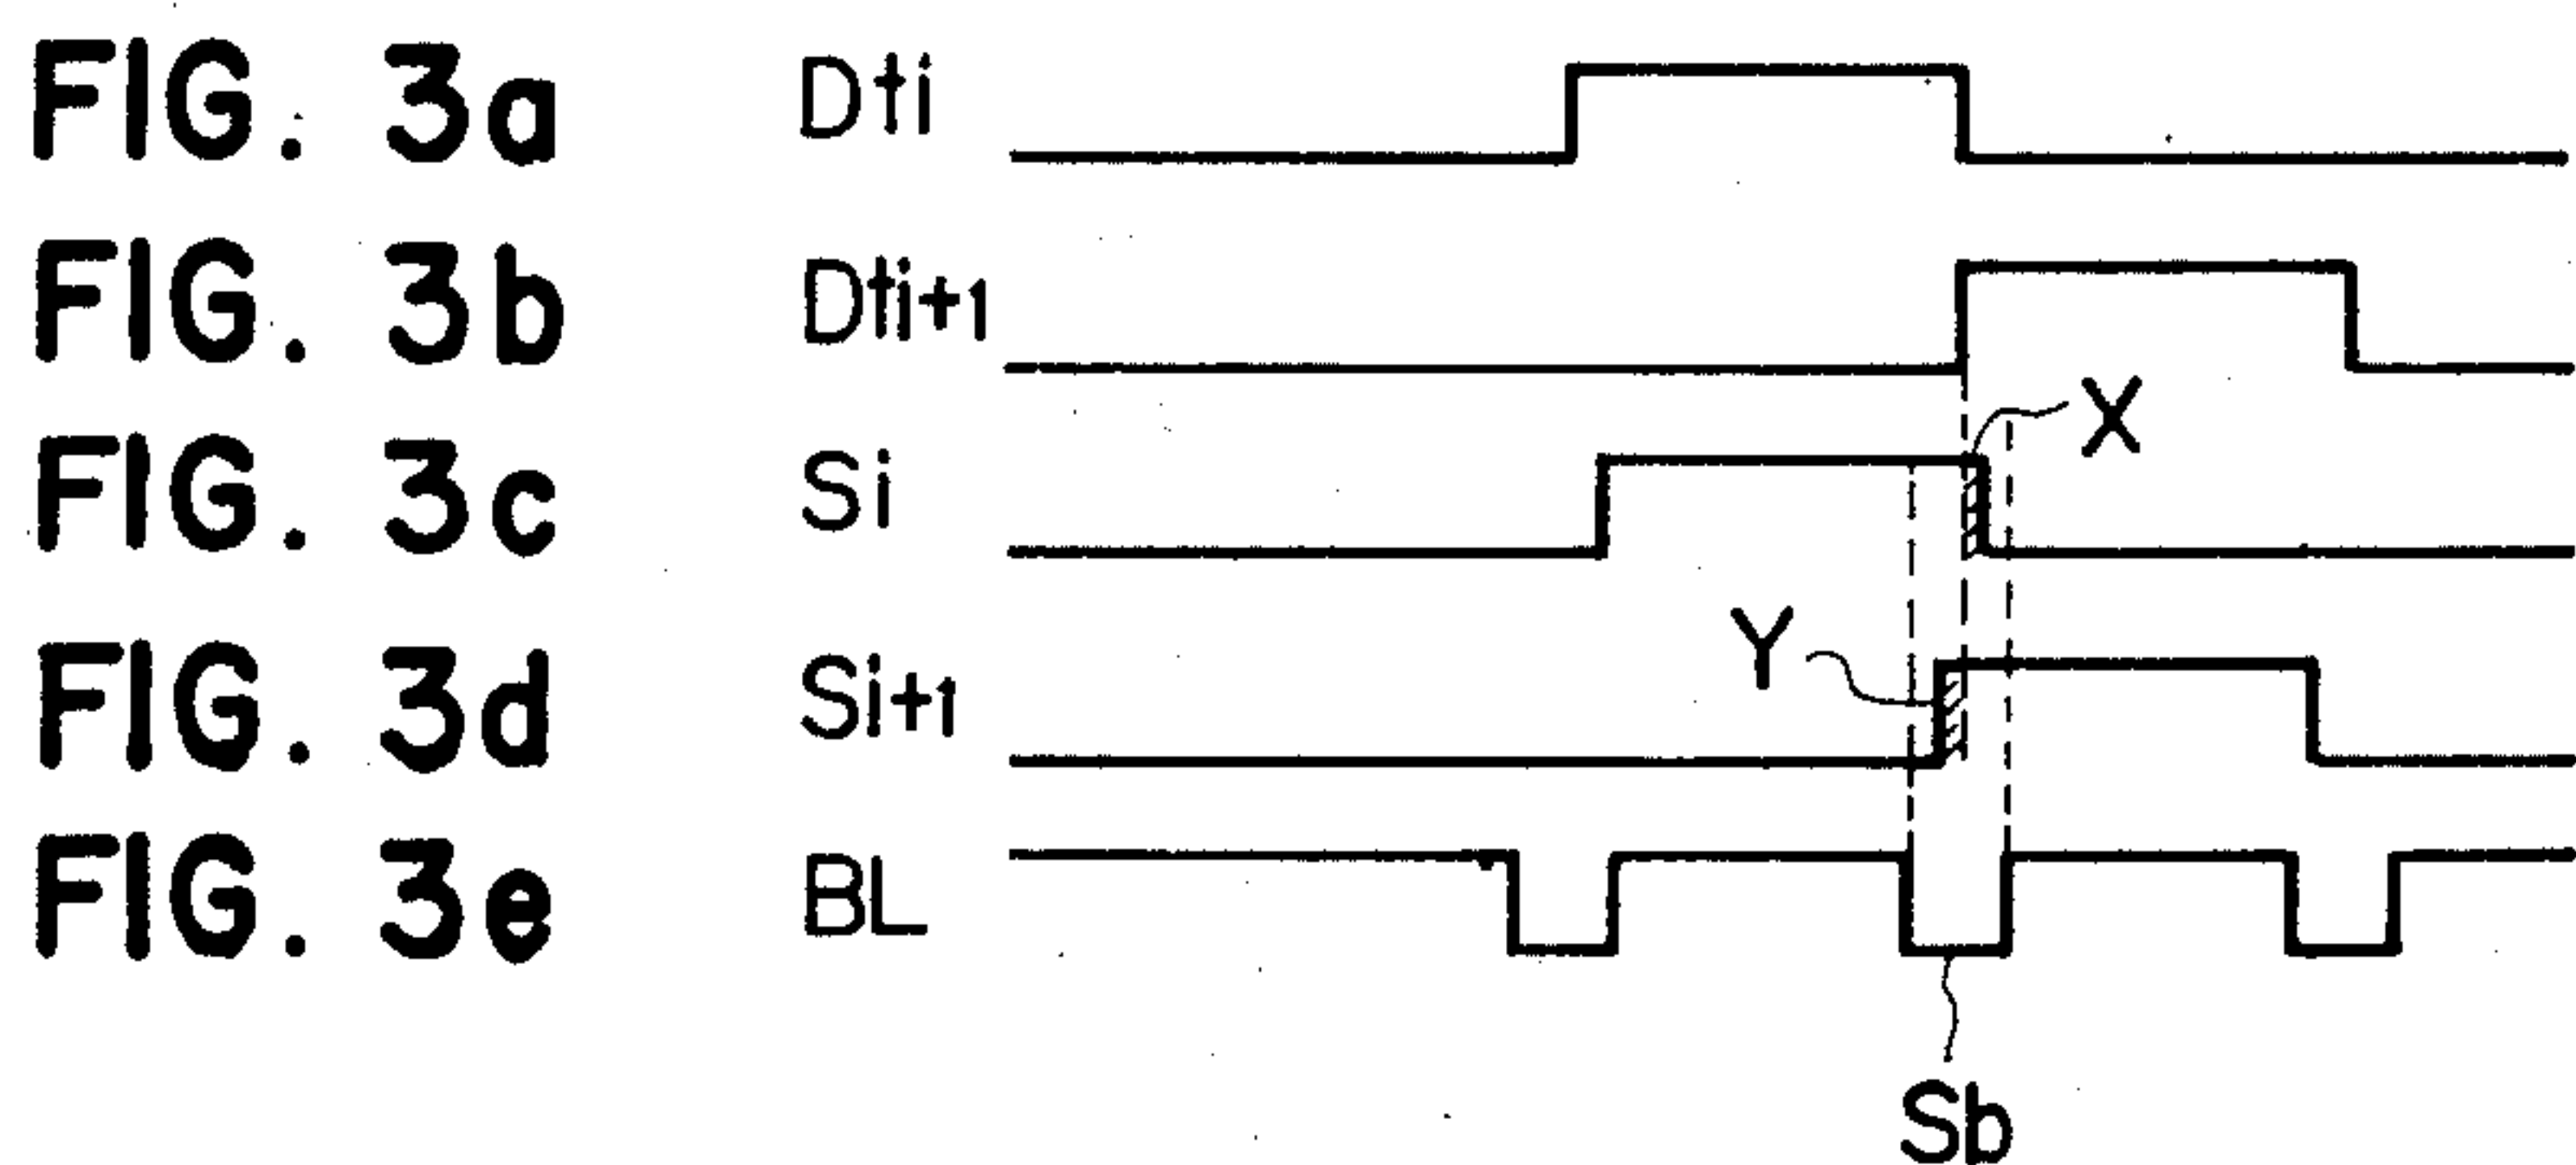 FIG. 3a Dti
FIG. 3b Dti+1
X
FIG. 3c Si
Y
FIG. 3d Si+1
FIG. 3e BL
Sb